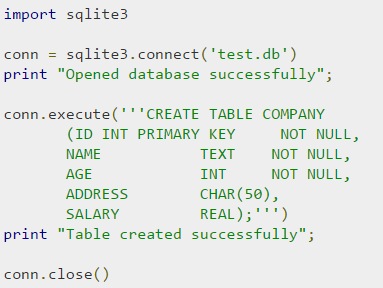 import sqlite3
conn = sqlite3.connect('test.db')
print "Opened database successfully";
conn.execute('''CREATE TABLE COMPANY
(ID INT PRIMARY KEY     NOT NULL,
NAME           TEXT    NOT NULL,
AGE            INT     NOT NULL,
ADDRESS        CHAR(50),
SALARY         REAL);''')
print "Table created successfully";
conn.close()